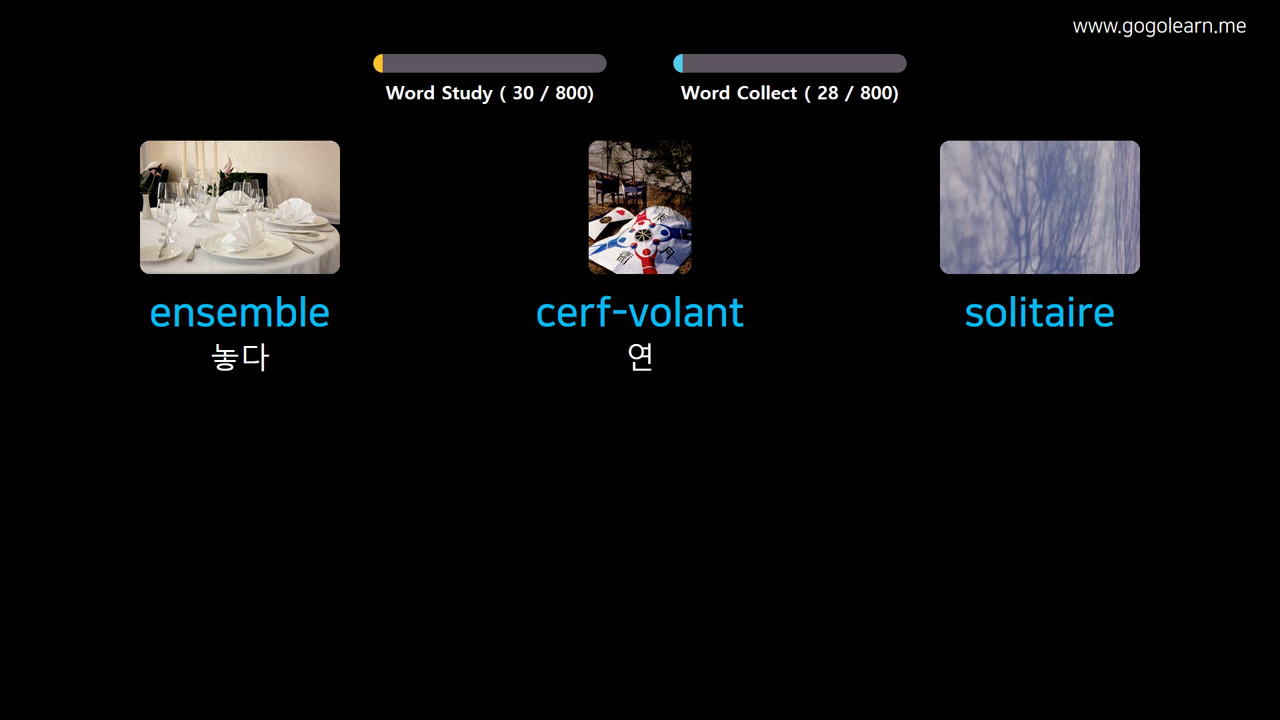 www.gogolearn.me
Word Study ( 30 / 800)
Word Collect ( 28 / 800)
ensemble
놓다
cerf-volant
연
solitaire